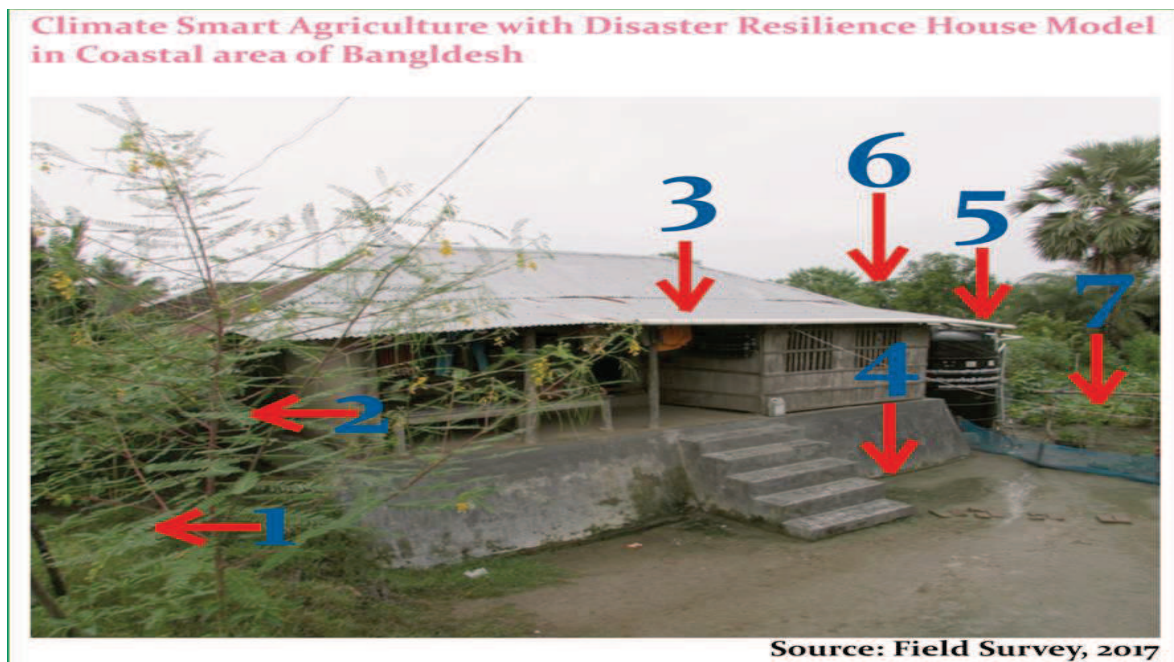 Climate Smart Agriculture with Disaster Resilience House Model
in Coastal area of Bangldesh
6
3
5
7
4
2
1
Source: Field Survey, 2017